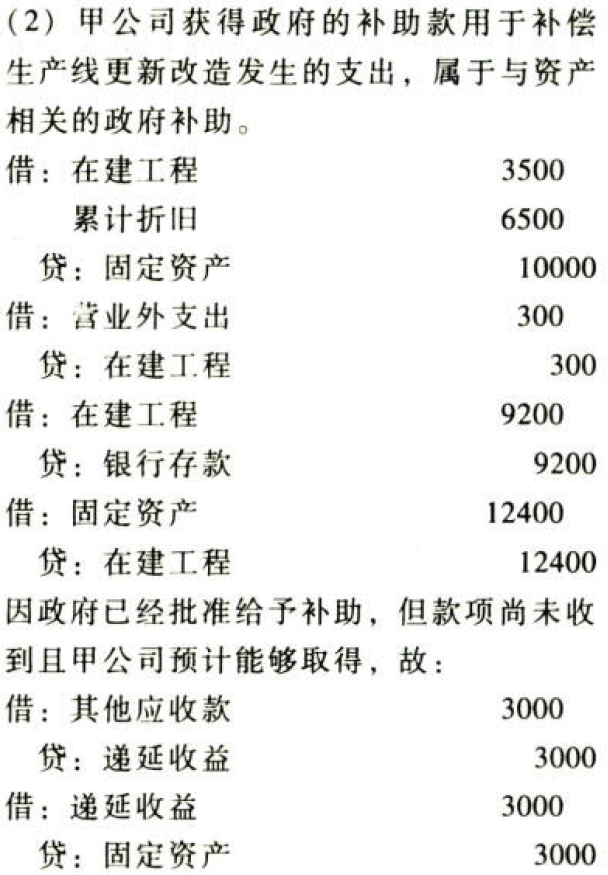 (2) 甲公司获得政府的补助款用于补偿
生产线更新改造发生的支出，属于与资产
相关的政府补助。
借：在建工程 3500
累计折旧 6500
贷：固定资产 10000
借：营业外支出 300
贷：在建工程 300
借：在建工程 9200
贷：银行存款 9200
借：固定资产 12400
贷：在建工程 12400
因政府已经批准给予补助，但款项尚未收
到且甲公司预计能够取得，故：
借：其他应收款 3000
贷：递延收益 3000
借：递延收益 3000
贷：固定资产 3000